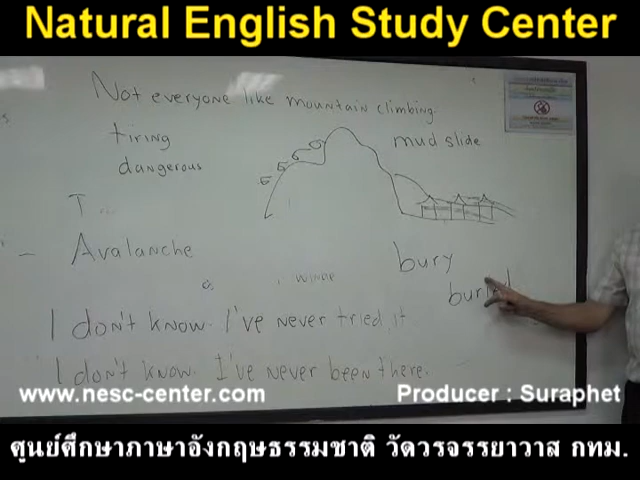 Natural English Study Center
Not everyone like mountain climbing.
tiring
mud slide
dangerous
T
Avalanche
bury
buried
I don't know. I've never tried it
I don't know. I've never been there.
www.nesc-center.com
Producer : Suraphet
ศูนย์ศึกษาภาษาอังกฤษธรรมชาติ วัดวรจรรยาวาส กทม.